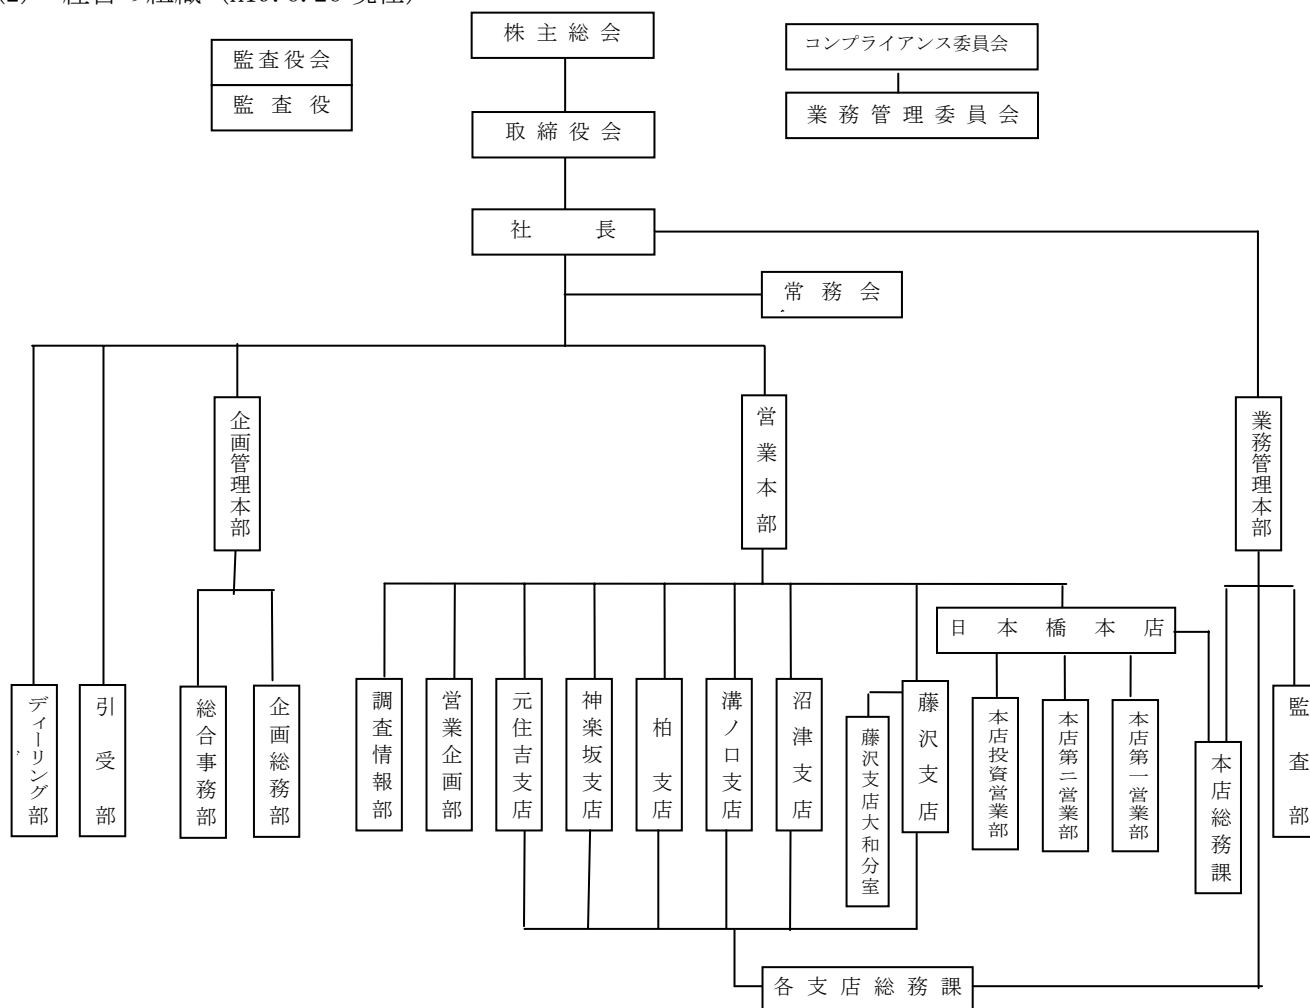 株主総会
監査役会
監査役
コンプライアンス委員会
業務管理委員会
取締役会
社長
常務会
企画管理本部
営業本部
業務管理本部
日本橋本店
ディーリング部
引受部
総合事務部
企画総務部
調査情報部
営業企画部
元住吉支店
神楽坂支店
柏支店
溝ノ口支店
沼津支店
藤沢支店大和分室
藤沢支店
本店投資営業部
本店第二営業部
本店第一営業部
本店総務課
監査部
各支店総務課